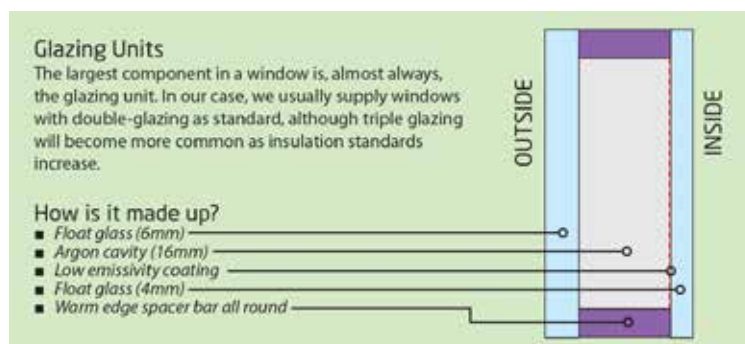 Glazing Units
The largest component in a window is, almost always,
the glazing unit. In our case, we usually supply windows
with double-glazing as standard, although triple glazing
will become more common as insulation standards
increase.
How is it made up?
Float glass (6mm)
Argon cavity (16mm)
Low emissivity coating
Float glass (4mm)
Warm edge spacer bar all round
OUTSIDE
INSIDE